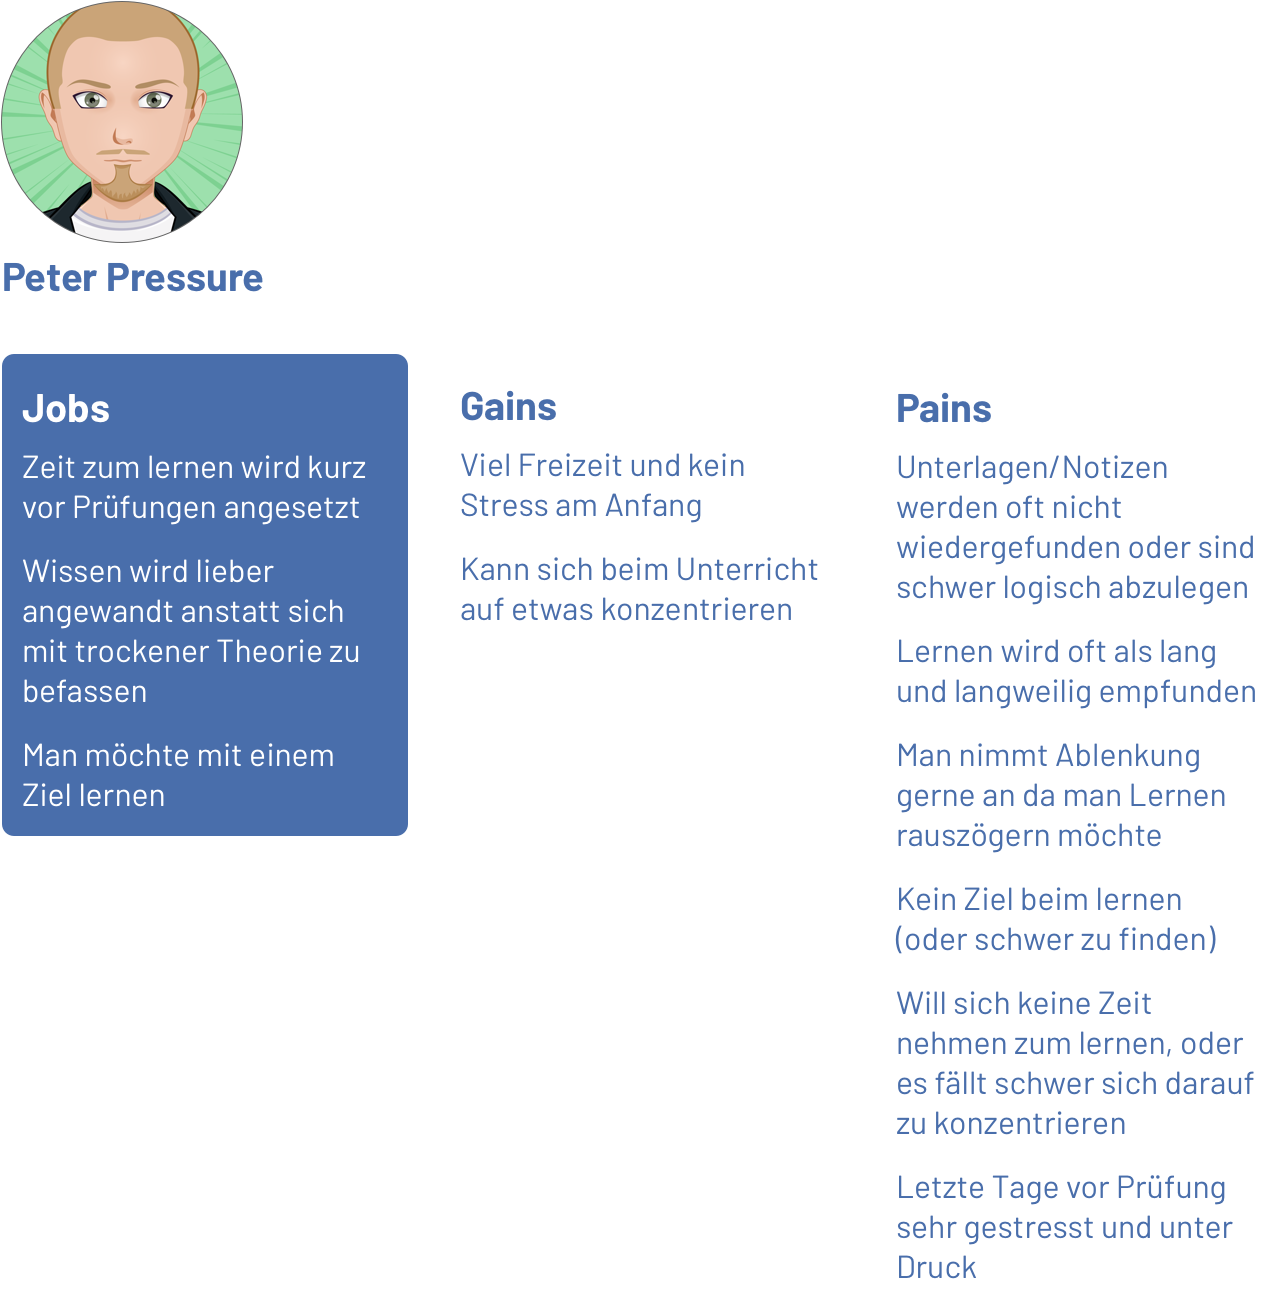 Peter Pressure
Jobs
Zeit zum lernen wird kurz
vor Prüfungen angesetzt
Wissen wird lieber
angewandt anstatt sich
mit trockener Theorie zu
befassen
Man möchte mit einem
Ziel lernen
Gains
Viel Freizeit und kein
Stress am Anfang
Kann sich beim Unterricht
auf etwas konzentrieren
Pains
Unterlagen/Notizen
werden oft nicht
wiedergefunden oder sind
schwer logisch abzulegen
Lernen wird oft als lang
und langweilig empfunden
Man nimmt Ablenkung
gerne an da man Lernen
rauszögern möchte
Kein Ziel beim lernen
(oder schwer zu finden)
Will sich keine Zeit
nehmen zum lernen, oder
es fällt schwer sich darauf
zu konzentrieren
Letzte Tage vor Prüfung
sehr gestresst und unter
Druck